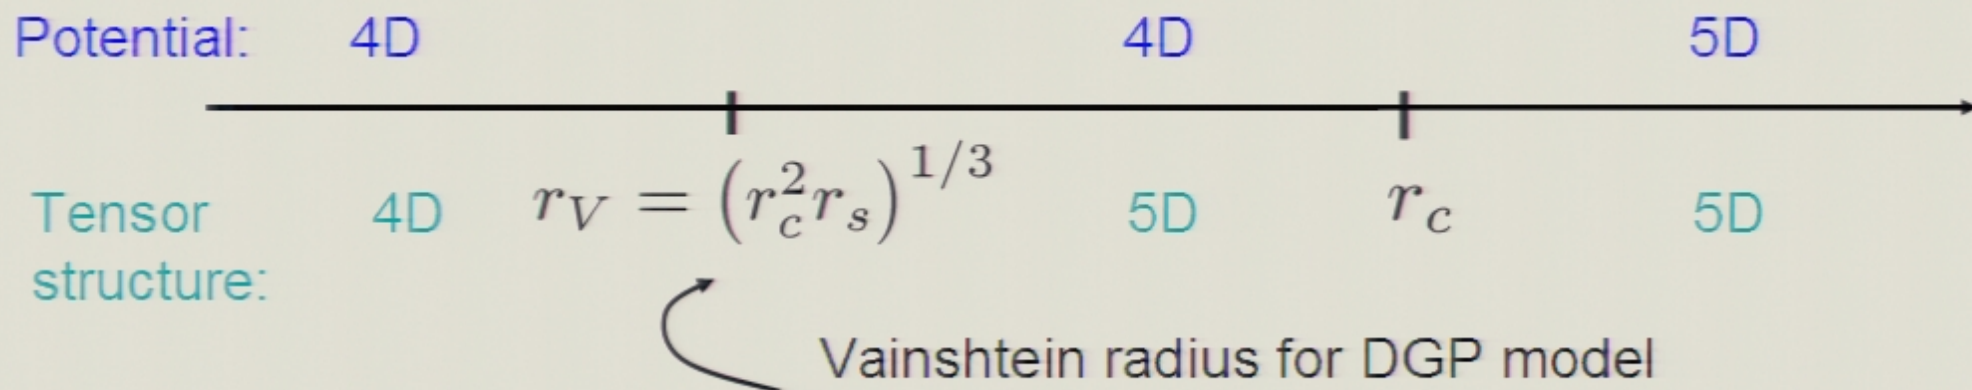 Potential: 4D 4D 5D
Tensor structure: 4D r_V = (r_c^2 r_s)^{1/3} 5D r_c 5D
Vainshtein radius for DGP model